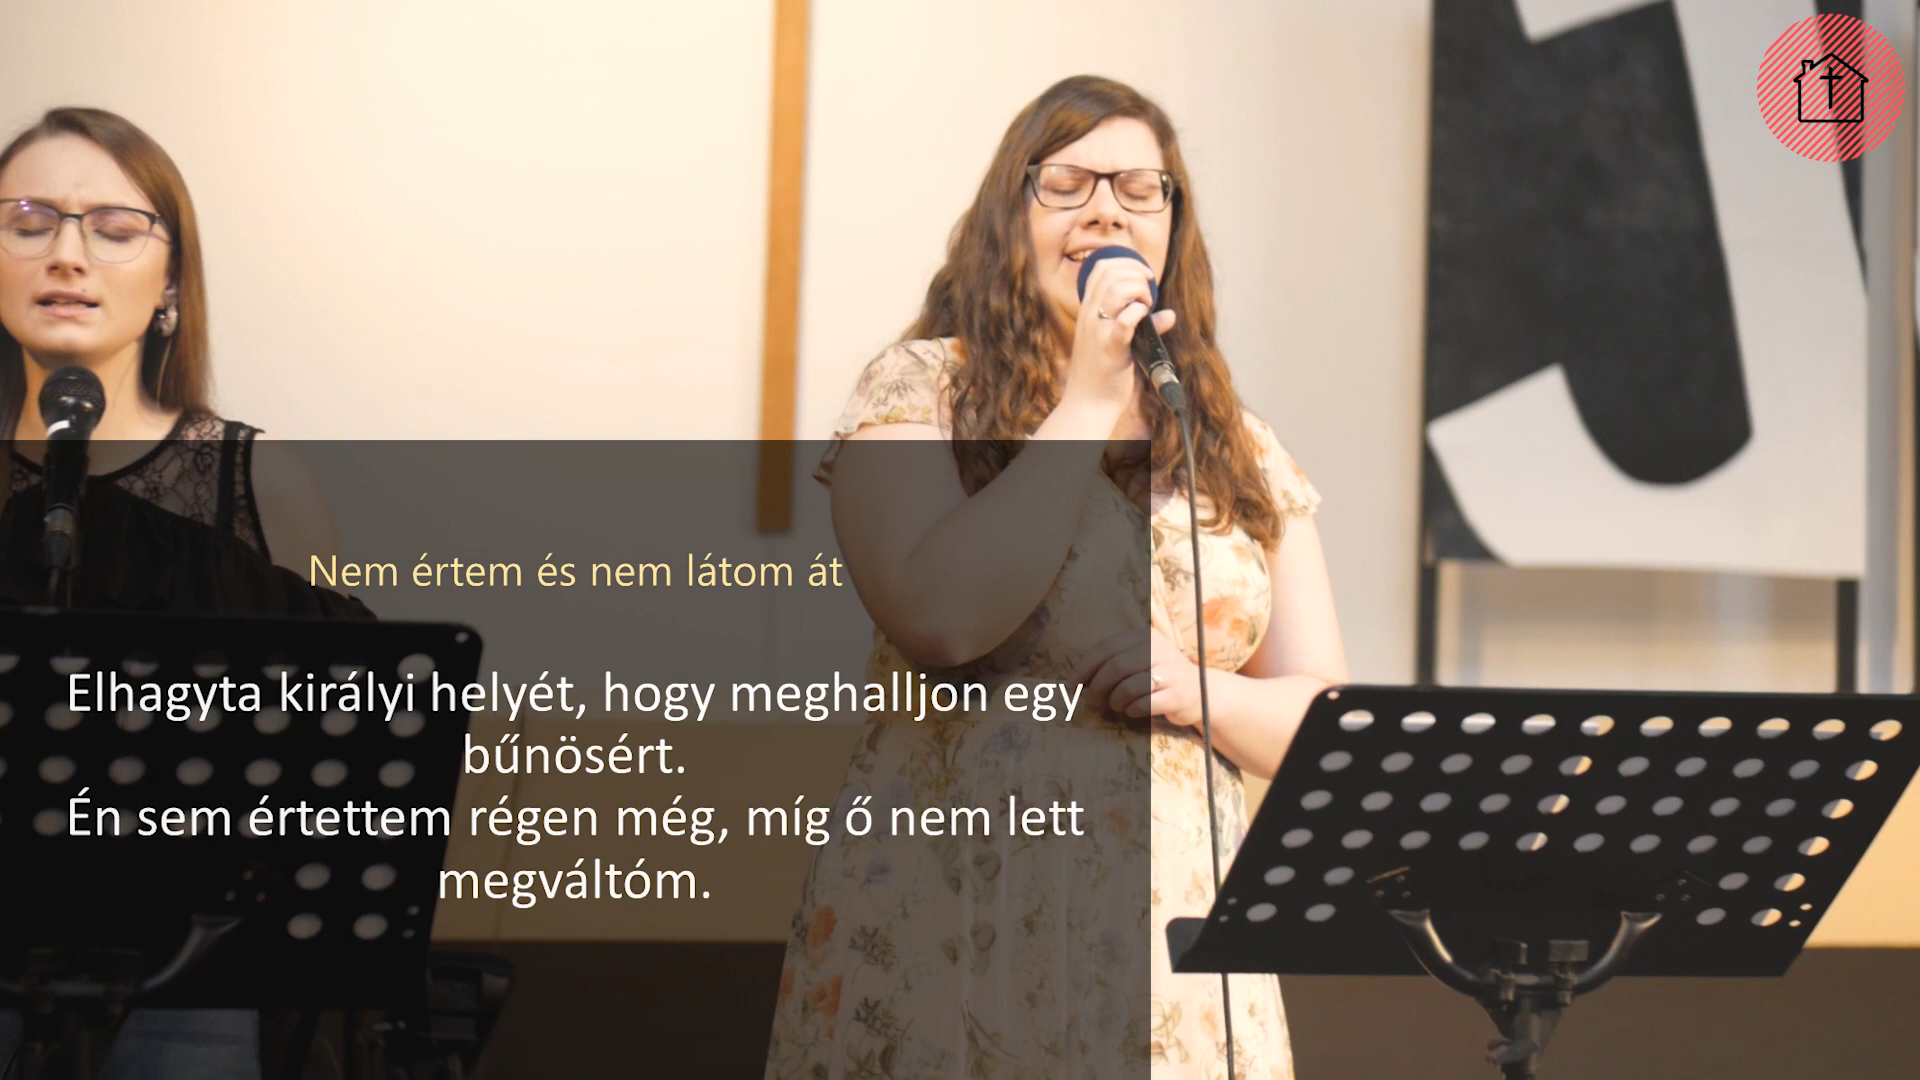 Nem értem és nem látom át
Elhagyta királyi helyét, hogy meghalljon egy
bűnösért.
Én sem értettem régen még, míg ő nem lett
megváltóm.